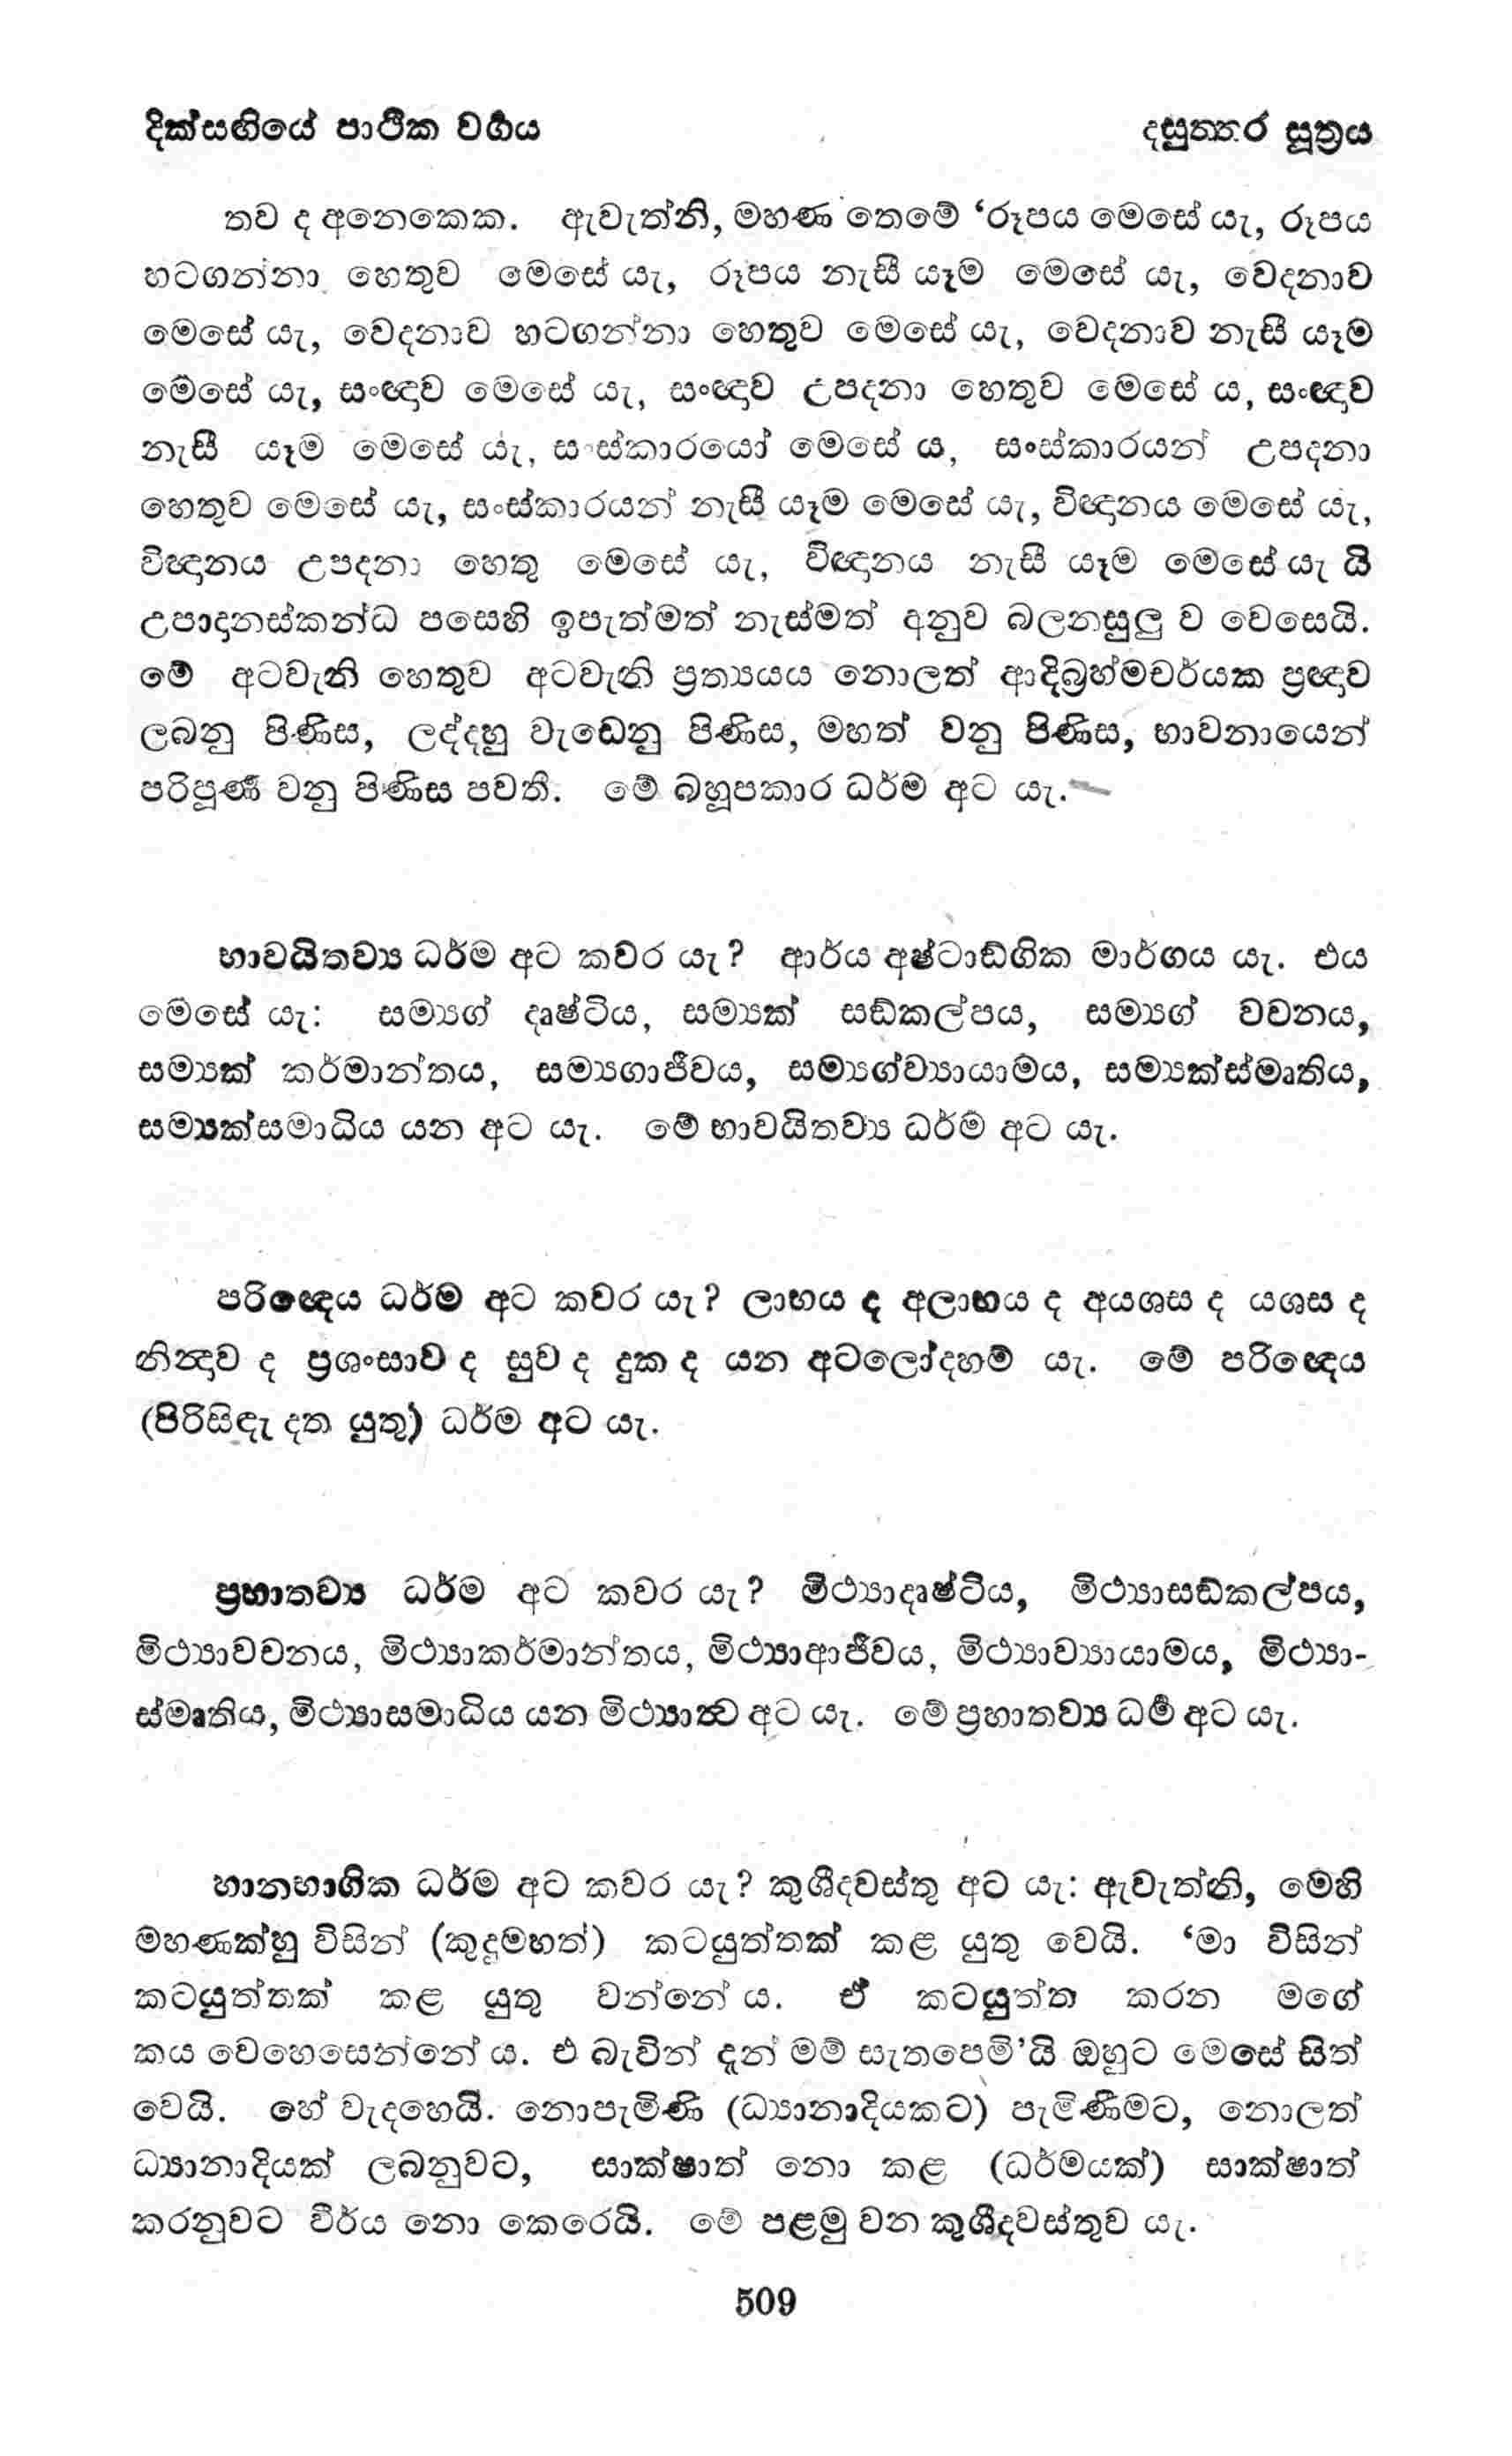 දික්සඟියේ පාථික වර්‍ගය දසුත්තර සූත්‍රය
තව ද අනෙකෙක. ඇවැත්නි, මහණ තෙමේ ‘රූපය මෙසේ යැ, රූපය
හටගන්නා හෙතුව මෙසේ යැ, රූපය නැසී යෑම මෙසේ යැ, වෙදනාව
මෙසේ යැ, වෙදනාව හටගන්නා හෙතුව මෙසේ යැ, වෙදනාව නැසී යෑම
මෙසේ යැ, සංඥාව මෙසේ යැ, සංඥාව උපදනා හෙතුව මෙසේ ය, සංඥාව
නැසී යෑම මෙසේ යැ, සංස්කාරයෝ මෙසේ ය, සංස්කාරයන් උපදනා
හෙතුව මෙසේ යැ, සංස්කාරයන් නැසී යෑම මෙසේ යැ, විඥානය මෙසේ යැ,
විඥානය උපදනා හෙතු මෙසේ යැ, විඥානය නැසී යෑම මෙසේ යැ යි
උපාදානස්කන්ධ පසෙහි ඉපැත්මත් නැස්මත් අනුව බලනසුලු ව වෙසෙයි.
මේ අටවැනි හෙතුව අටවැනි ප්‍රත්‍යයය නොලත් ආදිබ්‍රහ්මචර්යක ප්‍රඥාව
ලබනු පිණිස, ලද්දහු වැඩෙනු පිණිස, මහත් වනු පිණිස, භාවනායෙන්
පරිපූර්‍ණ වනු පිණිස පවතී. මේ බහූපකාර ධර්ම අට යැ.
භාවයිතව්‍ය ධර්ම අට කවර යැ? ආර්ය අෂ්ටාඞ්ගික මාර්ගය යැ. එය
මෙසේ යැ: සම්‍යග් දෘෂ්ටිය, සම්‍යක් සඞ්කල්පය, සම්‍යග් වචනය,
සම්‍යක් කර්මාන්තය, සම්‍යගාජීවය, සම්‍යග්ව්‍යායාමය, සම්‍යක්ස්මෘතිය,
සම්‍යක්සමාධිය යන අට යැ. මේ භාවයිතව්‍ය ධර්ම අට යැ.
පරිඥෙය ධර්ම අට කවර යැ? ලාභය ද අලාභය ද අයශස ද යශස ද
නින්‍දාව ද ප්‍රශංසාව ද සුව ද දුක ද යන අටලෝදහම් යැ. මේ පරිඥෙය
(පිරිසිඳැ දත යුතු) ධර්ම අට යැ.
ප්‍රහාතව්‍ය ධර්ම අට කවර යැ? මිථ්‍යාදෘෂ්ටිය, මිථ්‍යාසඞ්කල්පය,
මිථ්‍යාවචනය, මිථ්‍යාකර්මාන්තය, මිථ්‍යාආජීවය, මිථ්‍යාව්‍යායාමය, මිථ්‍යා-
ස්මෘතිය, මිථ්‍යාසමාධිය යන මිථ්‍යාත්‍ව අට යැ. මේ ප්‍රහාතව්‍ය ධර්‍ම අට යැ.
හානභාගික ධර්ම අට කවර යැ? කුශීදවස්තු අට යැ: ඇවැත්නි, මෙහි
මහණක්හු විසින් (කුදුමහත්) කටයුත්තක් කළ යුතු වෙයි. ‘මා විසින්
කටයුත්තක් කළ යුතු වන්නේ ය. ඒ කටයුත්ත කරන මගේ
කය වෙහෙසෙන්නේ ය. එ බැවින් දැන් මම් සැතපෙමි’යි ඔහුට මෙසේ සිත්
වෙයි. හේ වැදහෙයි. නොපැමිණි (ධ්‍යානාදියකට) පැමිණීමට, නොලත්
ධ්‍යානාදියක් ලබනුවට, සාක්ෂාත් නො කළ (ධර්මයක්) සාක්ෂාත්
කරනුවට වීර්ය නො කෙරෙයි. මේ පළමු වන කුශීදවස්තුව යැ.
509